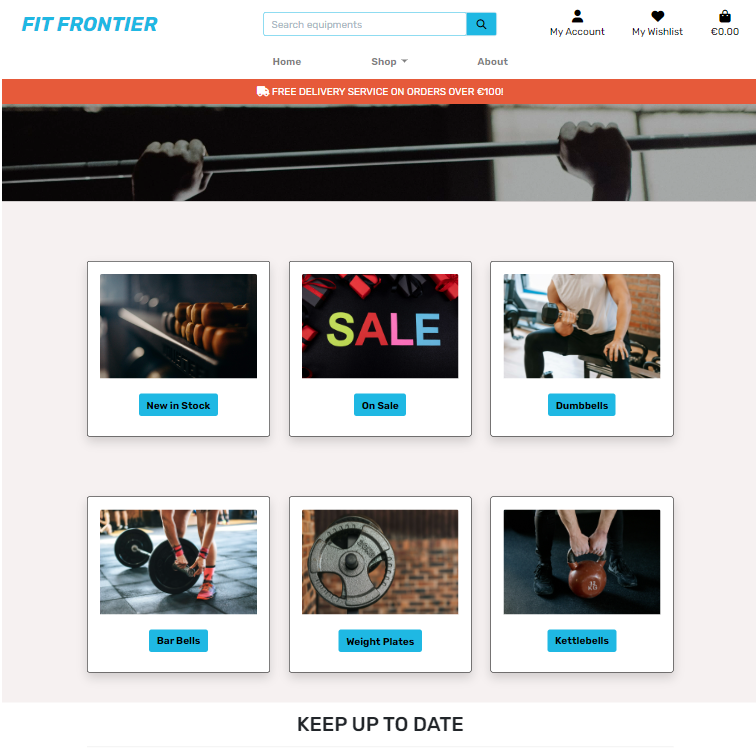 FIT FRONTIER
Search equipments
My Account
My Wishlist
€0.00
Home
Shop
About
FREE DELIVERY SERVICE ON ORDERS OVER €100!
SALE
New in Stock
On Sale
Dumbbells
Bar Bells
Weight Plates
Kettlebells
KEEP UP TO DATE